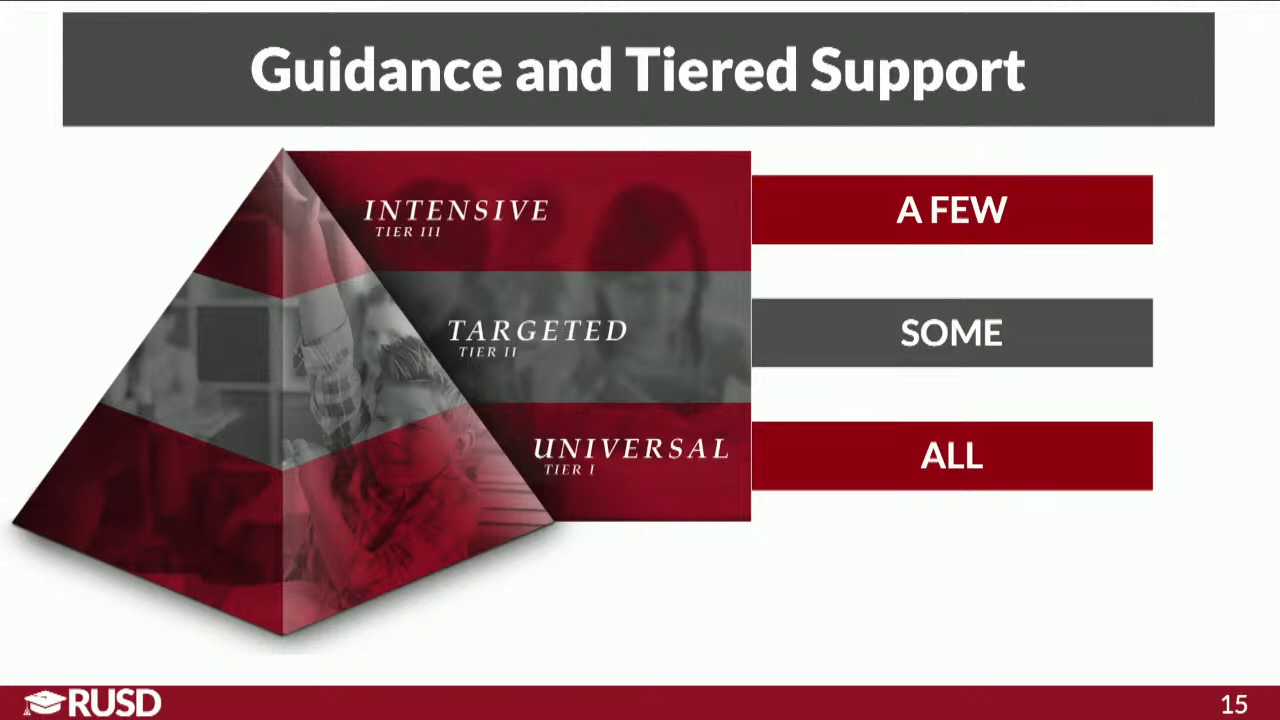 Guidance and Tiered Support
INTENSIVE
TIER III
A FEW
TARGETED
TIER II
SOME
UNIVERSAL
TIER I
ALL
RUSD
15